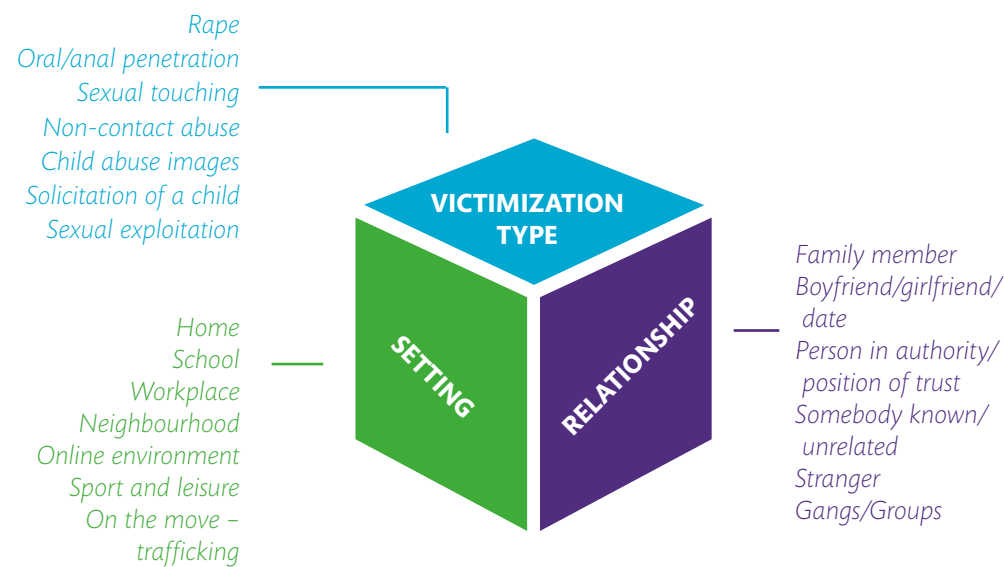 Rape
Oral/anal penetration
Sexual touching
Non-contact abuse
Child abuse images
Solicitation of a child
Sexual exploitation
VICTIMIZATION
TYPE
Home
School
Workplace
Neighbourhood
Online environment
Sport and leisure
On the move –
trafficking
SETTING
RELATIONSHIP
Family member
Boyfriend/girlfriend/
date
Person in authority/
position of trust
Somebody known/
unrelated
Stranger
Gangs/Groups